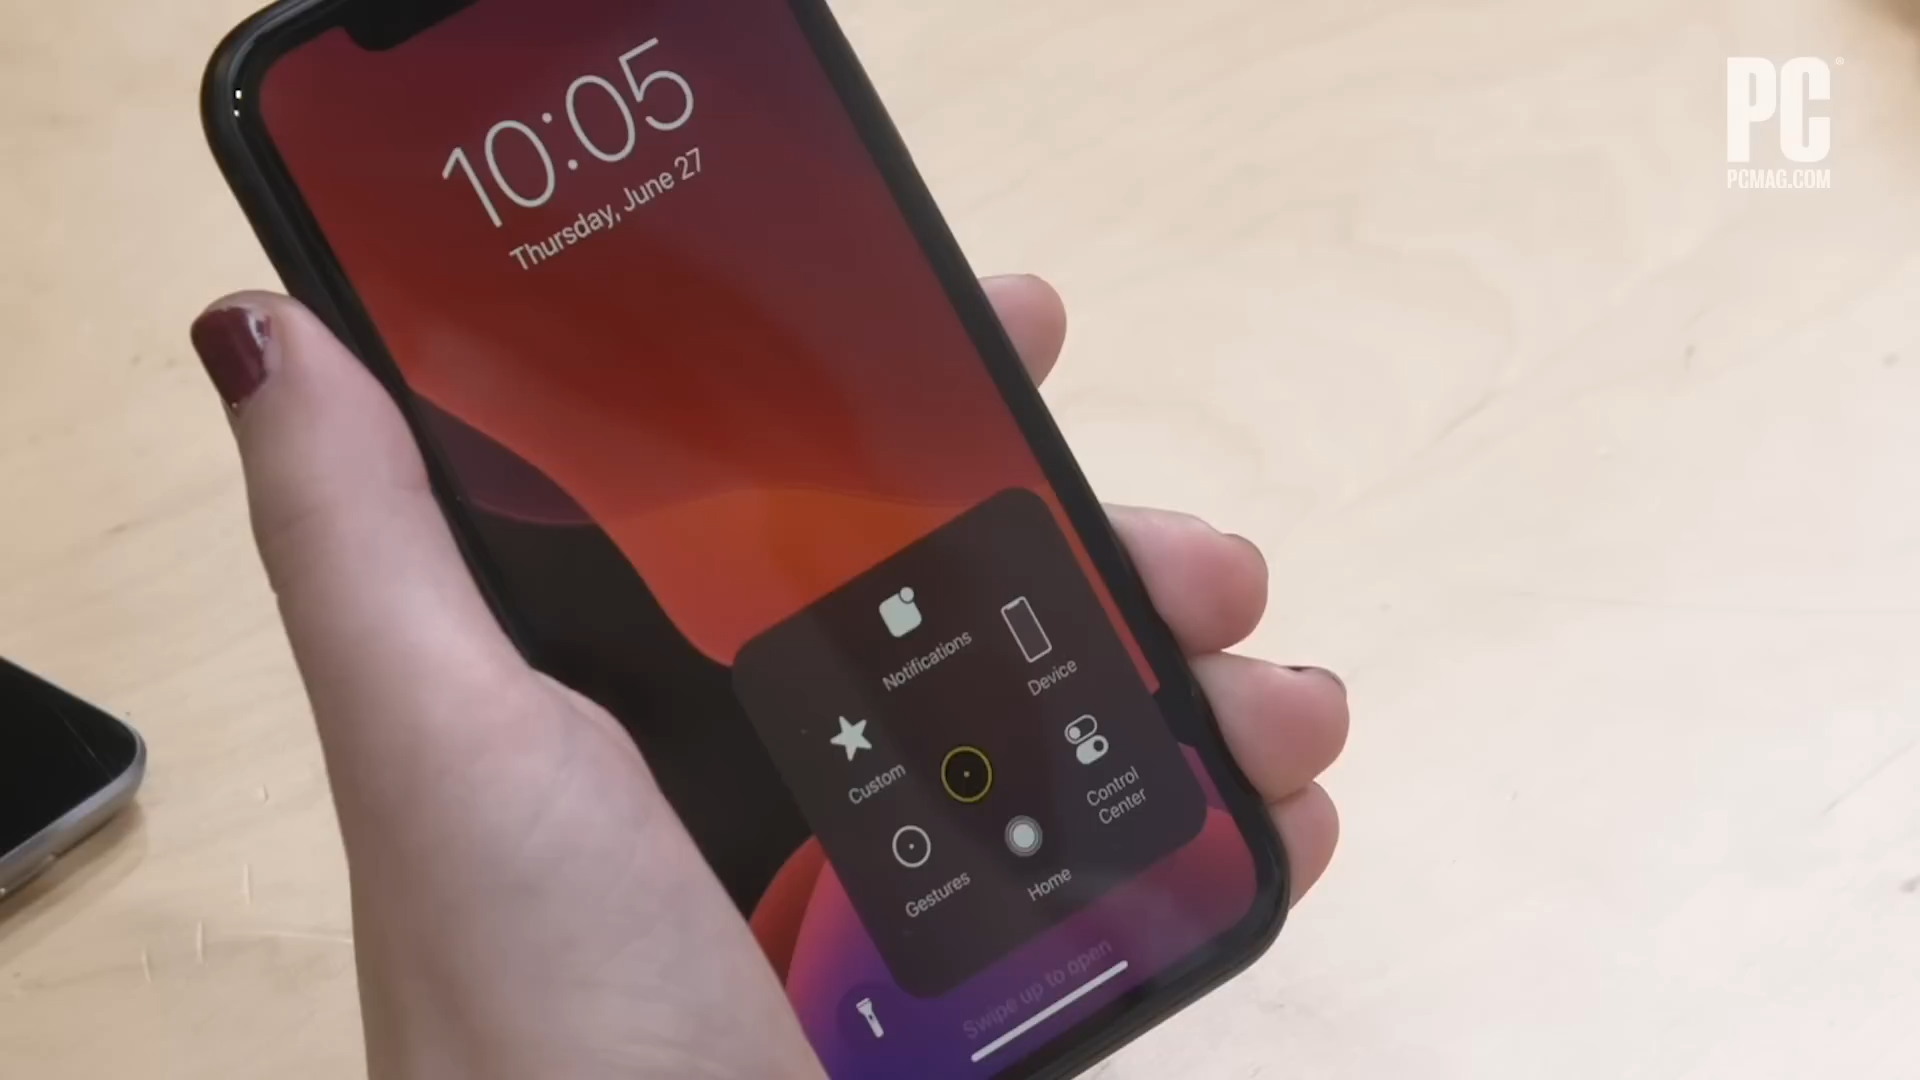 10:05
Thursday, June 27
PC
PCMAG.COM
Notifications
Device
Custom
Control
Center
Gestures
Home
Swipe up to open